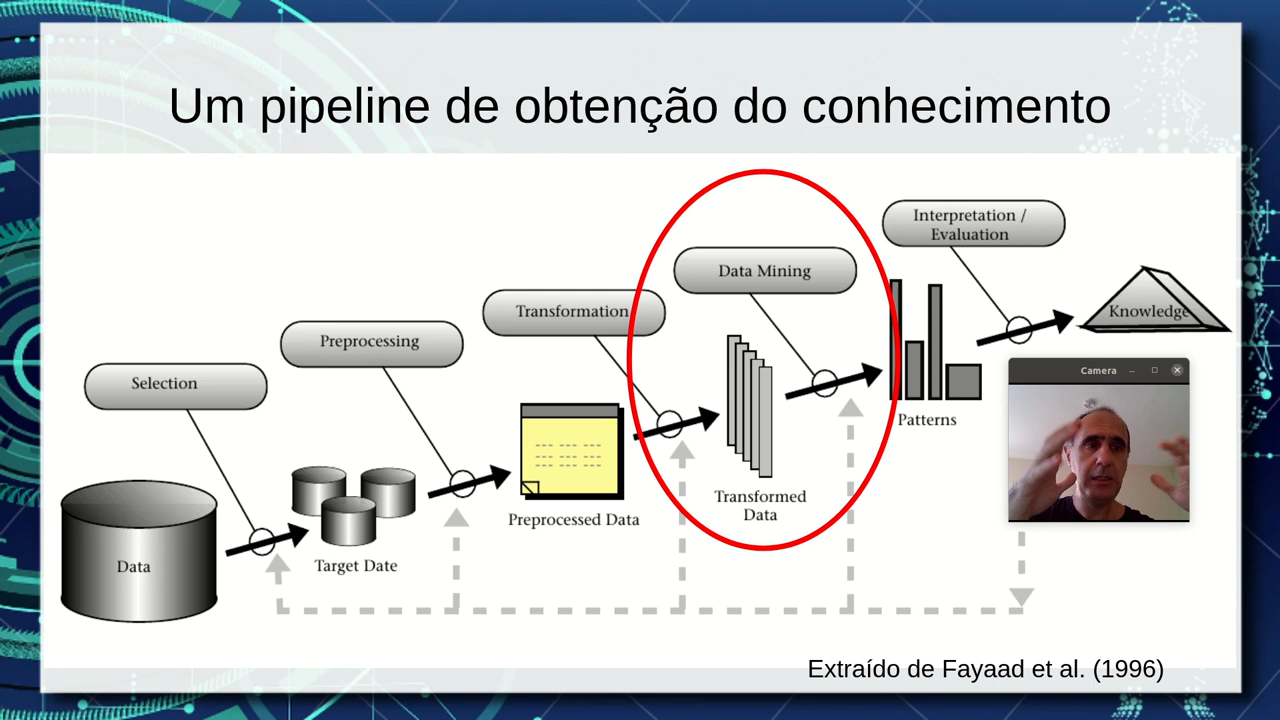 Um pipeline de obtenção do conhecimento
Interpretation /
Evaluation
Data Mining
Transformation
Preprocessing
Selection
Knowledge
Camera
Patterns
Transformed
Data
Preprocessed Data
Target Date
Data
Extraído de Fayaad et al. (1996)